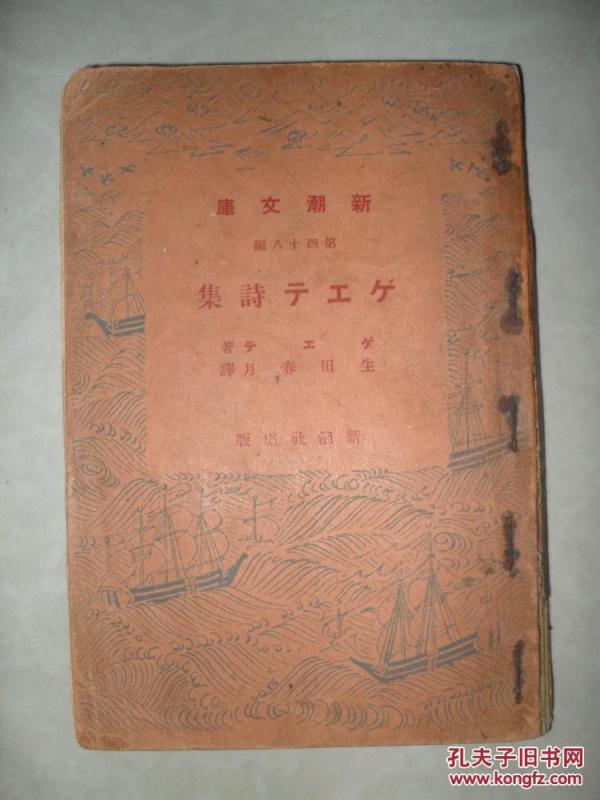 新潮文庫
第四十八編
ゲエテ詩集
ゲエテ著
生田春月譯
新潮社出版
孔夫子旧书网
www.kongfz.com